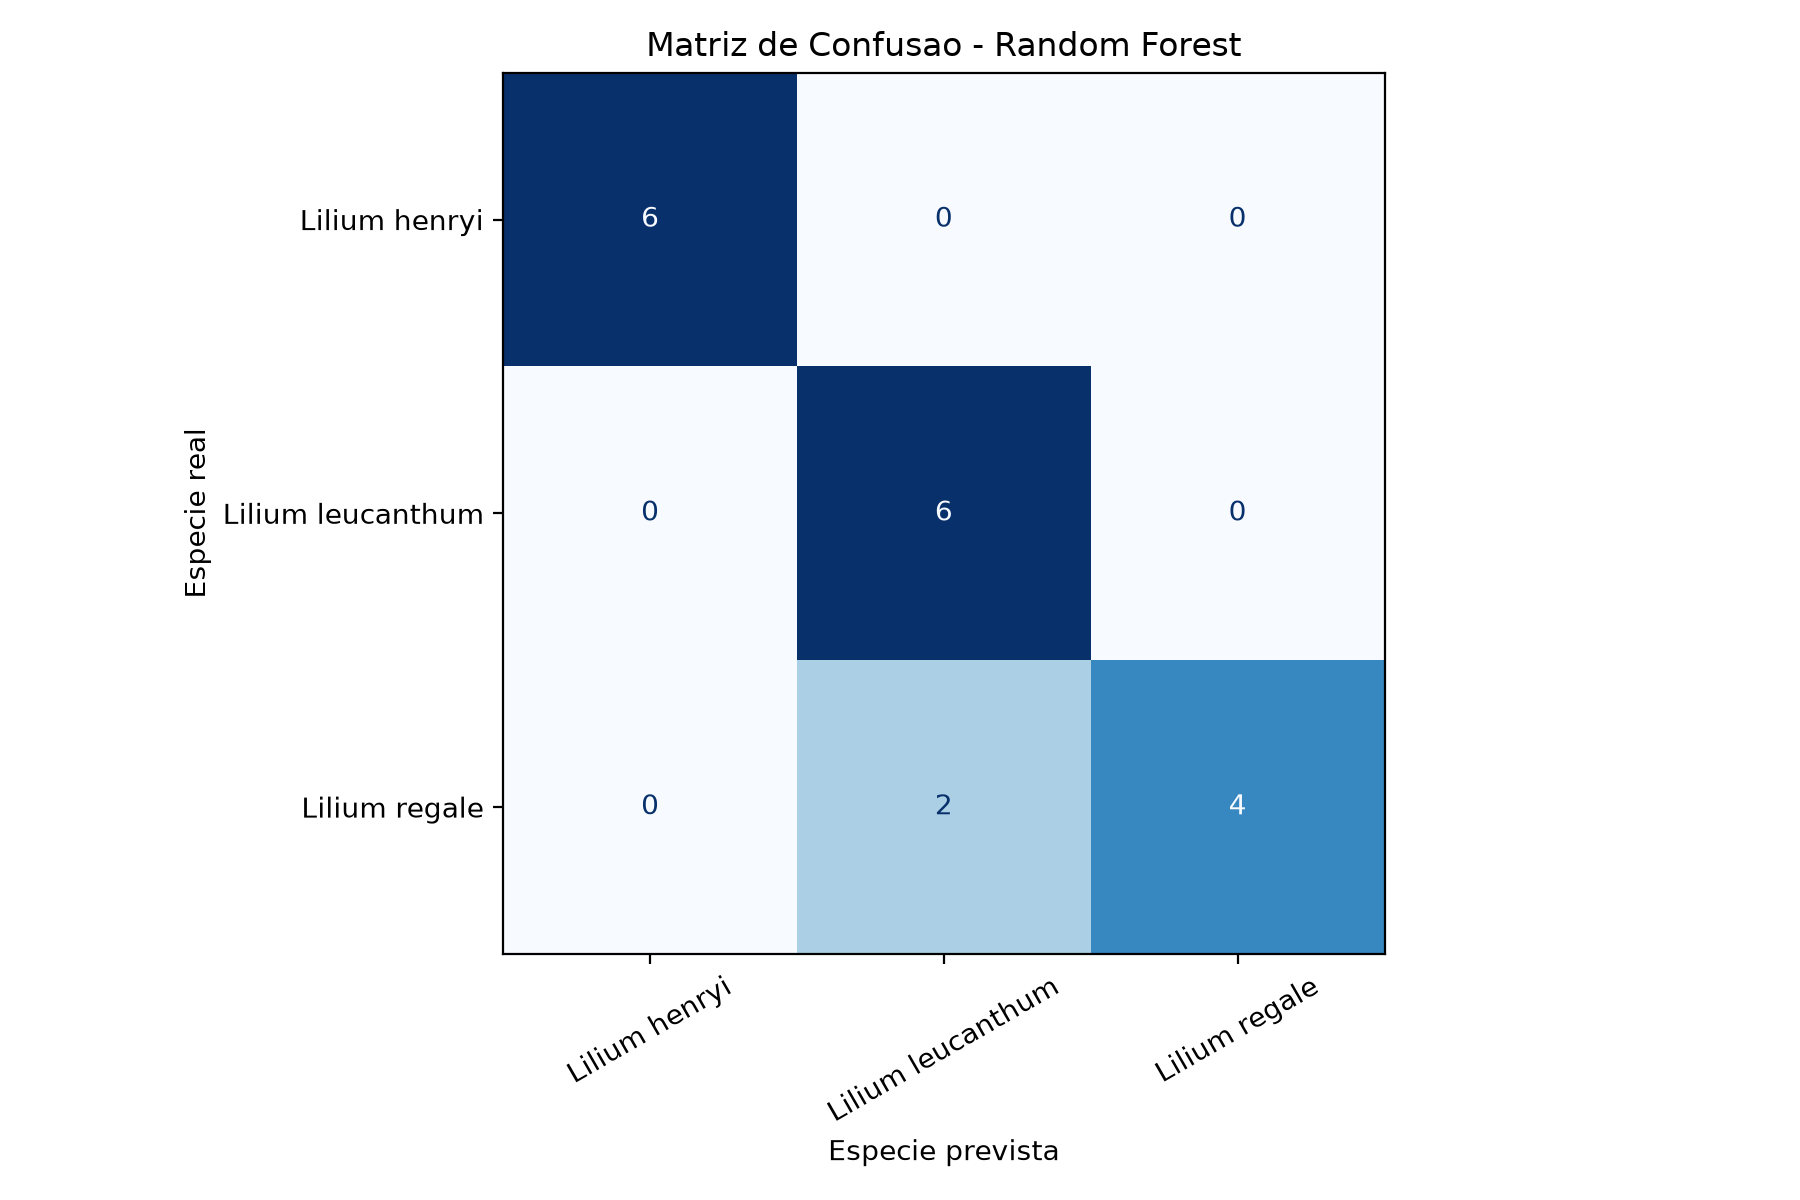 Matriz de Confusao - Random Forest
Especie real
Lilium henryi
6 0 0
Lilium leucanthum
0 6 0
Lilium regale
0 2 4
Lilium henryi
Lilium leucanthum
Lilium regale
Especie prevista